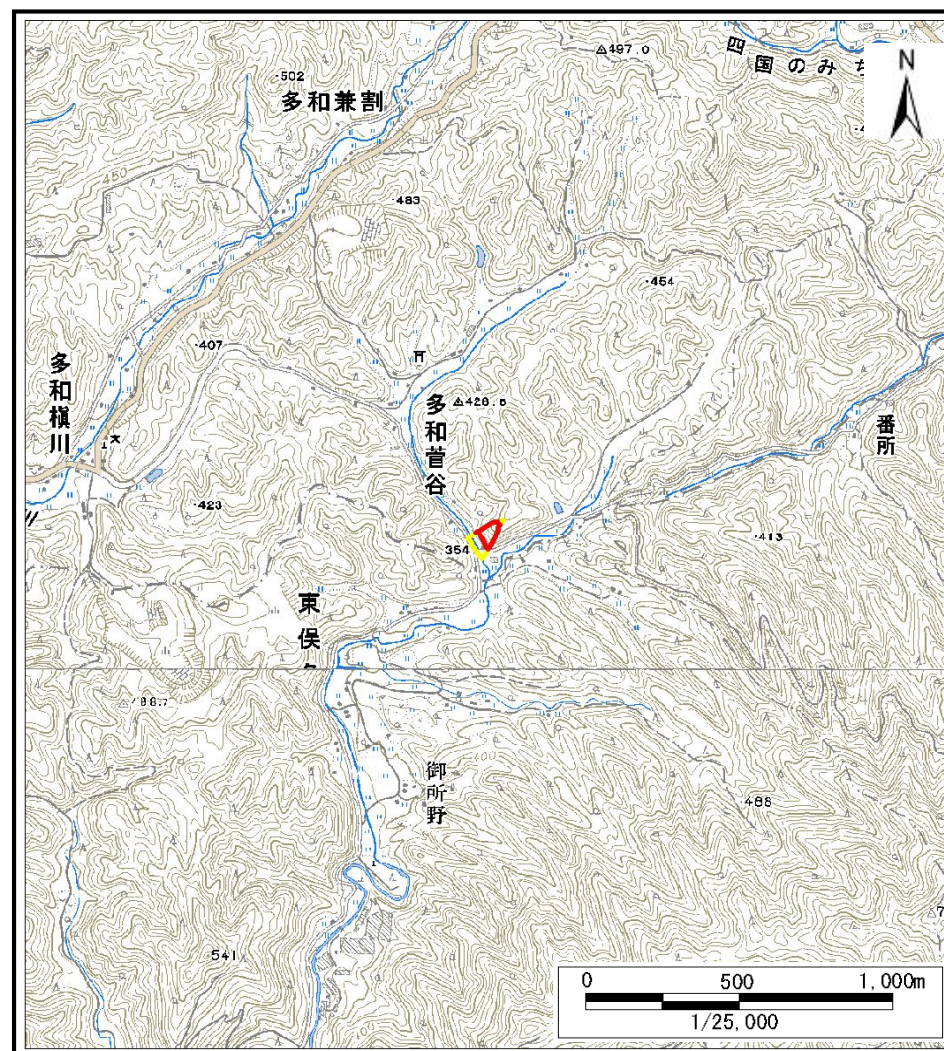 △497.0
四国のみち
N
・502
多和兼割
450
・483
・454
・407
多和槇川
多和菅谷
△428.6
番所
文
・423
354
・413
東俣
御所野
・486
・541
0 500 1,000m
1/25,000